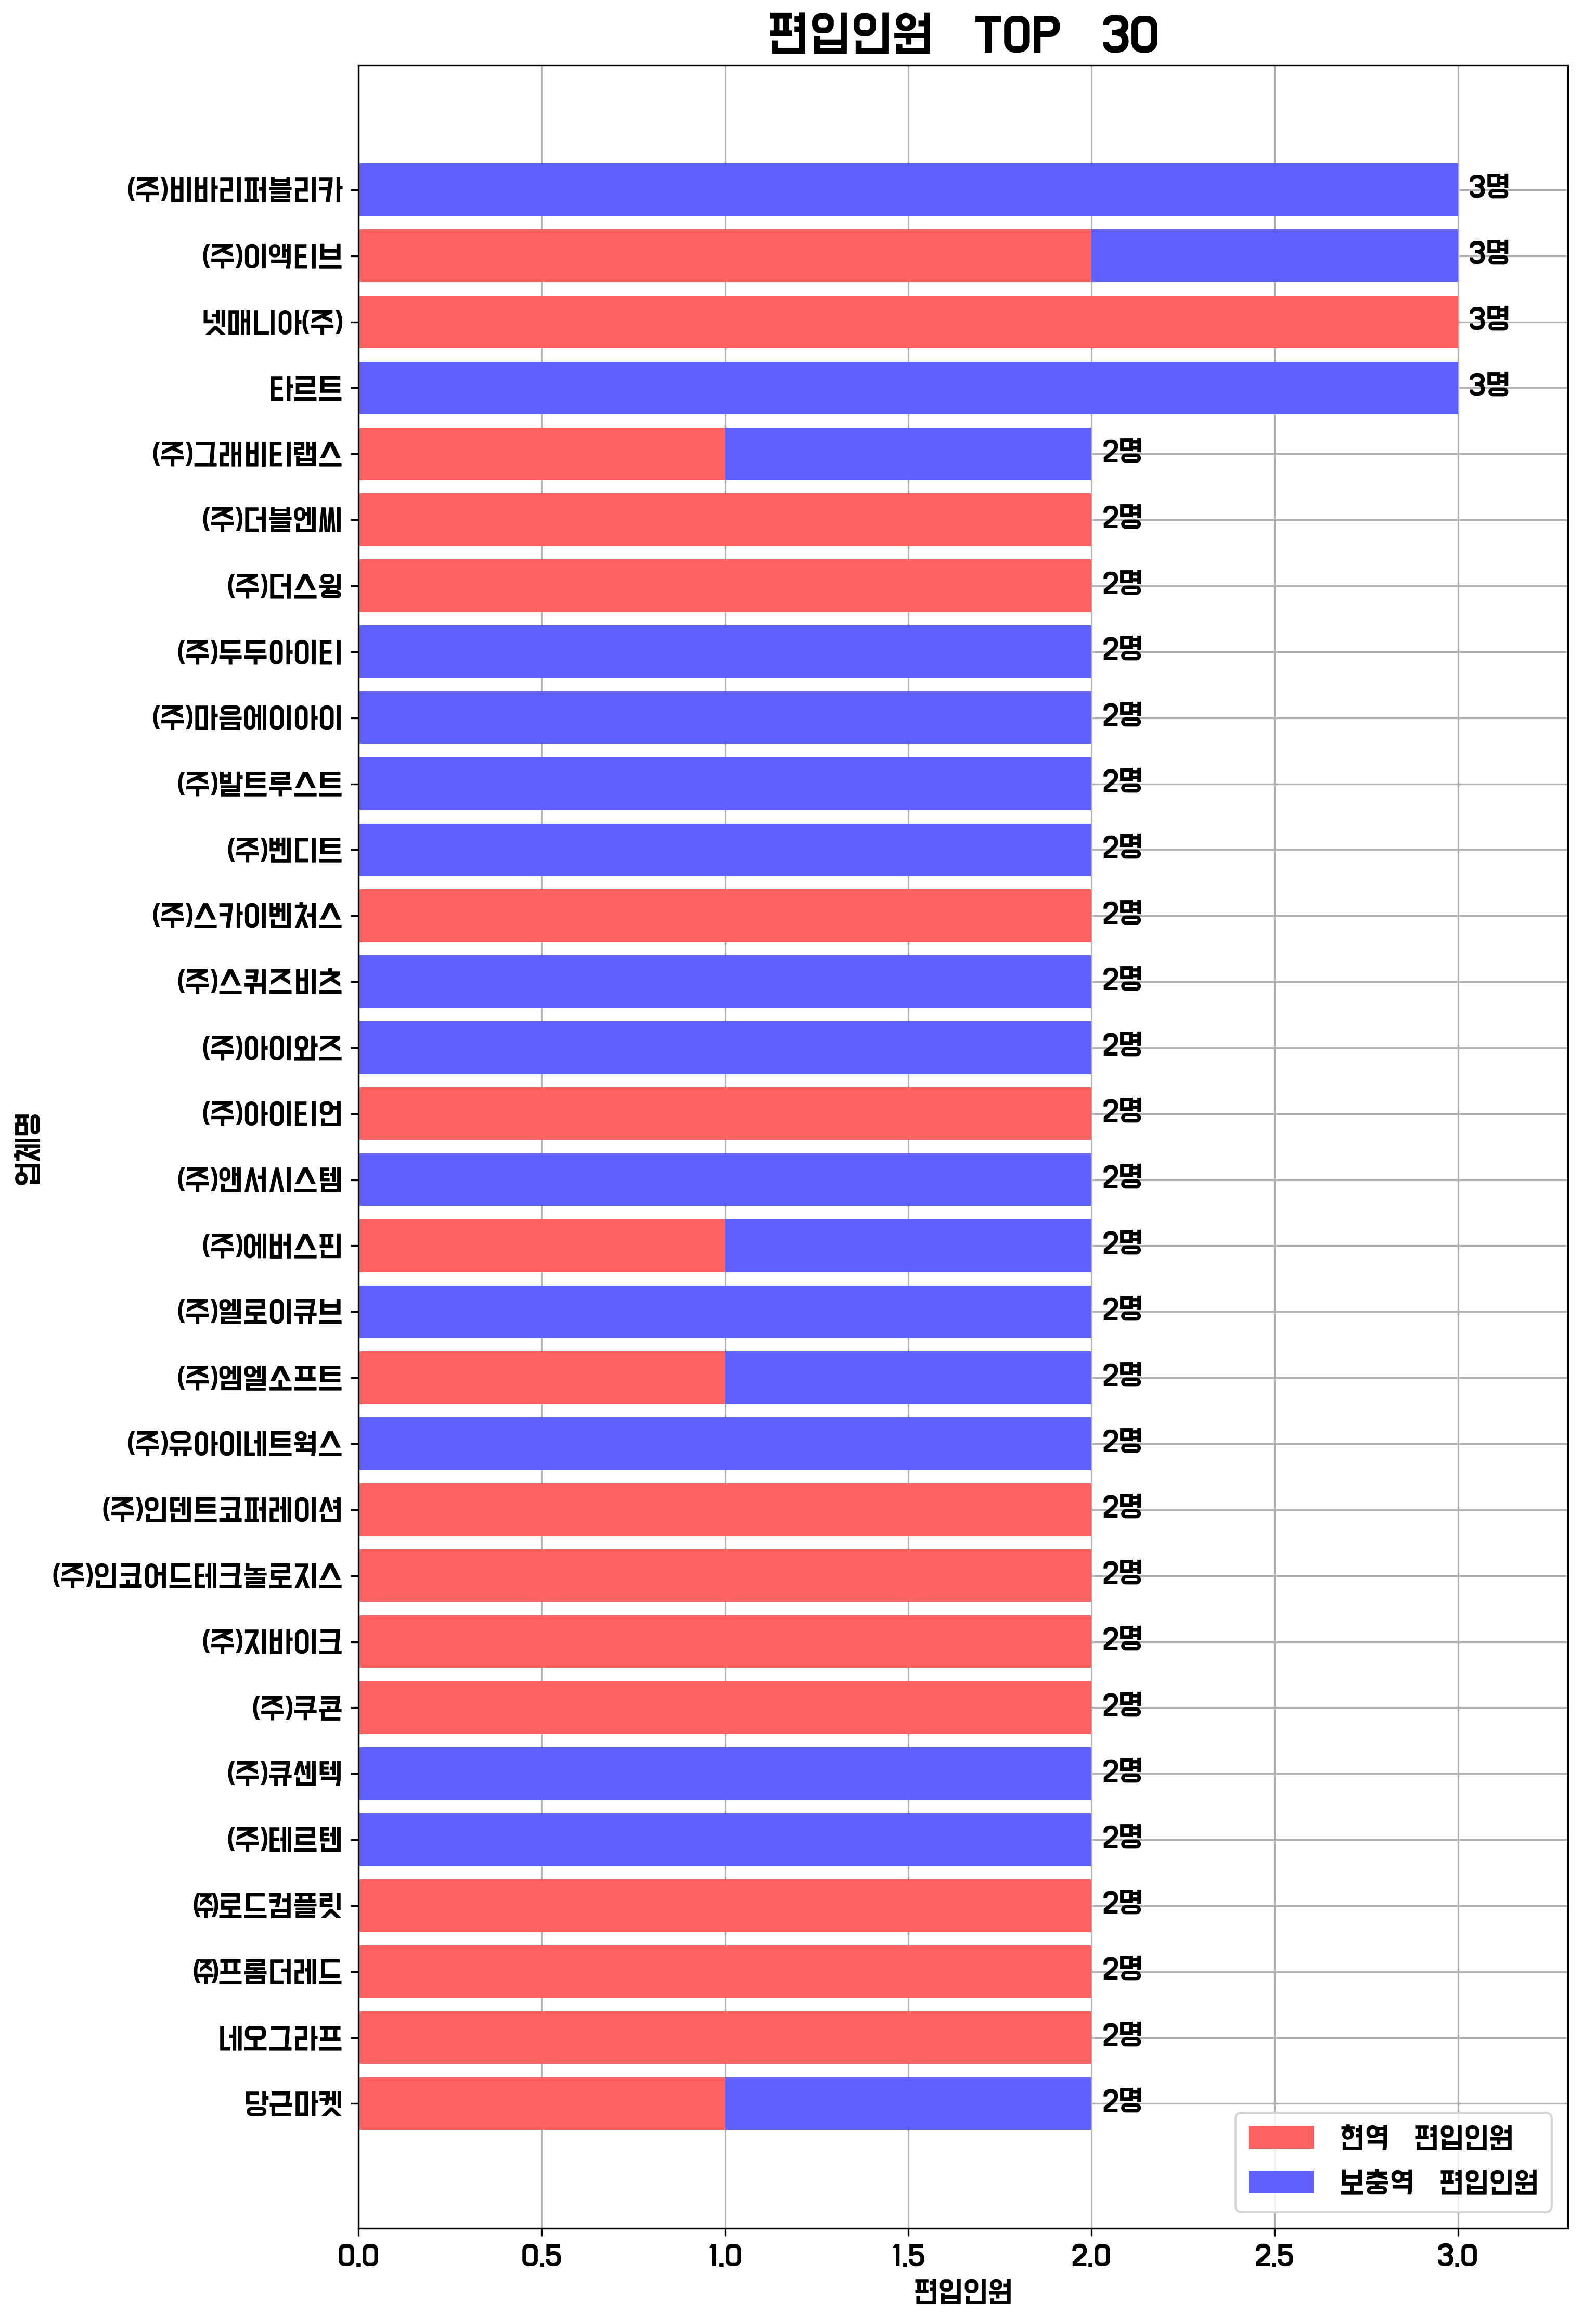 편입인원 TOP 30
(주)비바리퍼블리카 3명
(주)이액티브 3명
넷매니아(주) 3명
타르트 3명
(주)그래비티랩스 2명
(주)더블엔씨 2명
(주)더스윙 2명
(주)두두아이티 2명
(주)마음에이아이 2명
(주)발트루스트 2명
(주)벤디트 2명
(주)스카이벤처스 2명
(주)스퀴즈비츠 2명
(주)아이와즈 2명
(주)아이티언 2명
(주)앤서시스템 2명
(주)에버스핀 2명
(주)엘로이큐브 2명
(주)엠엘소프트 2명
(주)유아이네트웍스 2명
(주)인덴트코퍼레이션 2명
(주)인코어드테크놀로지스 2명
(주)지바이크 2명
(주)쿠콘 2명
(주)큐센텍 2명
(주)테르텐 2명
㈜로드컴플릿 2명
㈜프롬더레드 2명
네오그라프 2명
당근마켓 2명
업체명
현역 편입인원
보충역 편입인원
0.0 0.5 1.0 1.5 2.0 2.5 3.0
편입인원